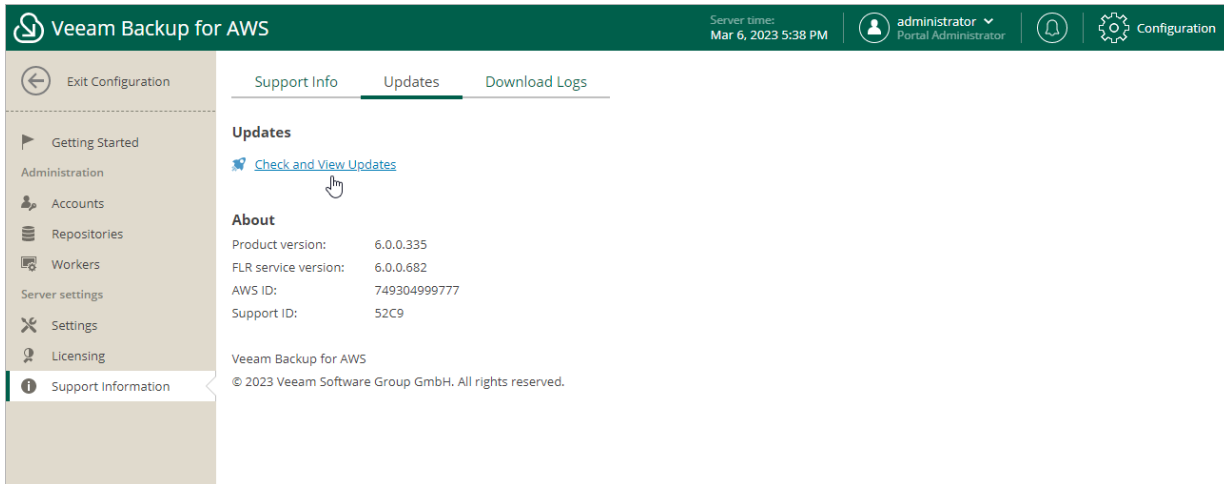 Veeam Backup for AWS
Server time:
Mar 6, 2023 5:38 PM
administrator
Portal Administrator
Configuration
Exit Configuration
Getting Started
Administration
Accounts
Repositories
Workers
Server settings
Settings
Licensing
Support Information
Support Info Updates Download Logs
Updates
Check and View Updates
About
Product version: 6.0.0.335
FLR service version: 6.0.0.682
AWS ID: 749304999777
Support ID: 52C9
Veeam Backup for AWS
© 2023 Veeam Software Group GmbH. All rights reserved.